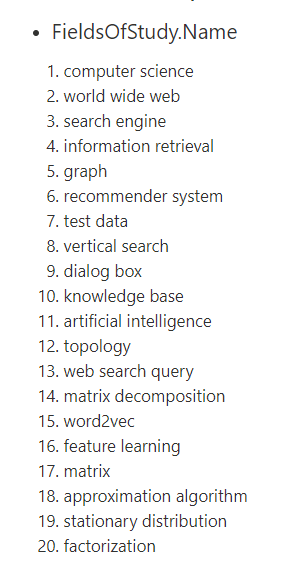 • FieldsOfStudy.Name
1. computer science
2. world wide web
3. search engine
4. information retrieval
5. graph
6. recommender system
7. test data
8. vertical search
9. dialog box
10. knowledge base
11. artificial intelligence
12. topology
13. web search query
14. matrix decomposition
15. word2vec
16. feature learning
17. matrix
18. approximation algorithm
19. stationary distribution
20. factorization